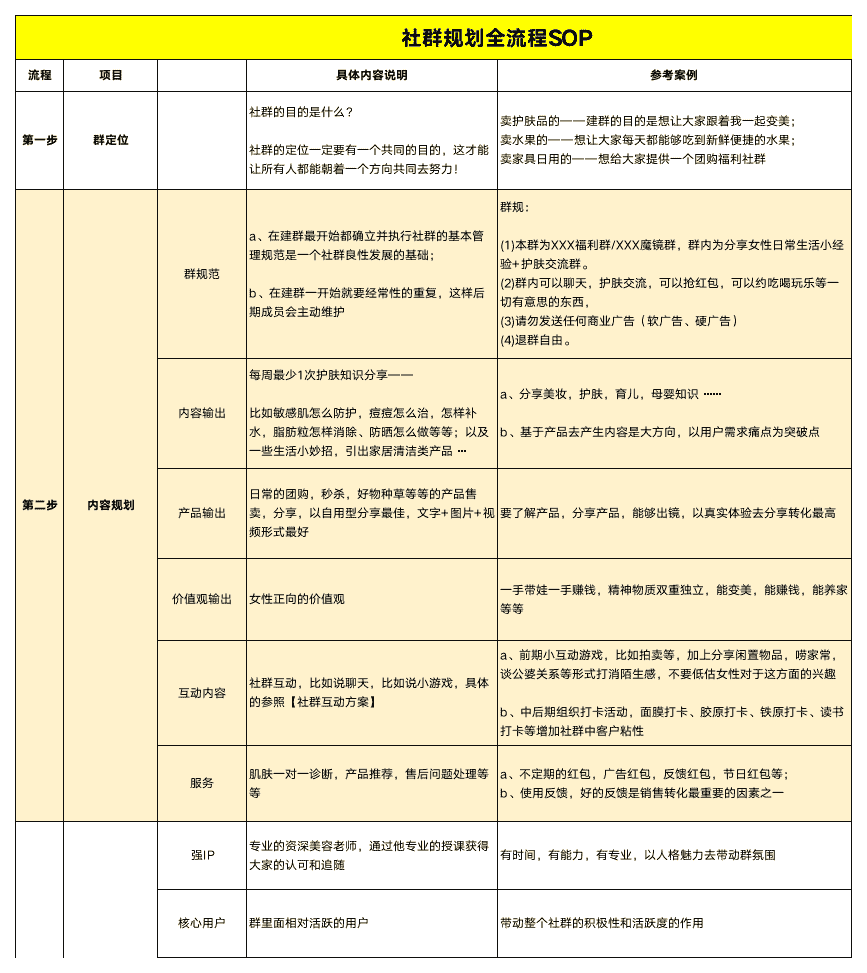 社群规划全流程SOP
流程
项目
具体内容说明
参考案例
第一步
群定位
社群的目的是什么？
社群的定位一定要有一个共同的目的，这才能
让所有人都能朝着一个方向共同去努力！
卖护肤品的——建群的目的是想让大家跟着我一起变美；
卖水果的——想让大家每天都能够吃到新鲜便捷的水果；
卖家具日用的——想给大家提供一个团购福利社群
第二步
内容规划
群规范
a、在建群最开始都确立并执行社群的基本管
理规范是一个社群良性发展的基础；
b、在建群一开始就要经常性的重复，这样后
期成员会主动维护
群规：
(1)本群为XXX福利群/XXX魔镜群，群内为分享女性日常生活小经
验+护肤交流群。
(2)群内可以聊天，护肤交流，可以抢红包，可以约吃喝玩乐等一
切有意思的东西，
(3)请勿发送任何商业广告（软广告、硬广告）
(4)退群自由。
内容输出
每周最少1次护肤知识分享——
比如敏感肌怎么防护，痘痘怎么治，怎样补
水，脂肪粒怎样消除、防晒怎么做等等；以及
一些生活小妙招，引出家居清洁类产品 …
a、分享美妆，护肤，育儿，母婴知识 ……
b、基于产品去产生内容是大方向，以用户需求痛点为突破点
产品输出
日常的团购，秒杀，好物种草等等的产品售
卖，分享，以自用型分享最佳，文字+图片+视
频形式最好
要了解产品，分享产品，能够出镜，以真实体验去分享转化最高
价值观输出
女性正向的价值观
一手带娃一手赚钱，精神物质双重独立，能变美，能赚钱，能养家
等等
互动内容
社群互动，比如说聊天，比如说小游戏，具体
的参照【社群互动方案】
a、前期小互动游戏，比如拍卖等，加上分享闲置物品，唠家常，
谈公婆关系等形式打消陌生感，不要低估女性对于这方面的兴趣
b、中后期组织打卡活动，面膜打卡、胶原打卡、铁原打卡、读书
打卡等增加社群中客户粘性
服务
肌肤一对一诊断，产品推荐，售后问题处理等
等
a、不定期的红包，广告红包，反馈红包，节日红包等；
b、使用反馈，好的反馈是销售转化最重要的因素之一
强IP
专业的资深美容老师，通过他专业的授课获得
大家的认可和追随
有时间，有能力，有专业，以人格魅力去带动群氛围
核心用户
群里面相对活跃的用户
带动整个社群的积极性和活跃度的作用